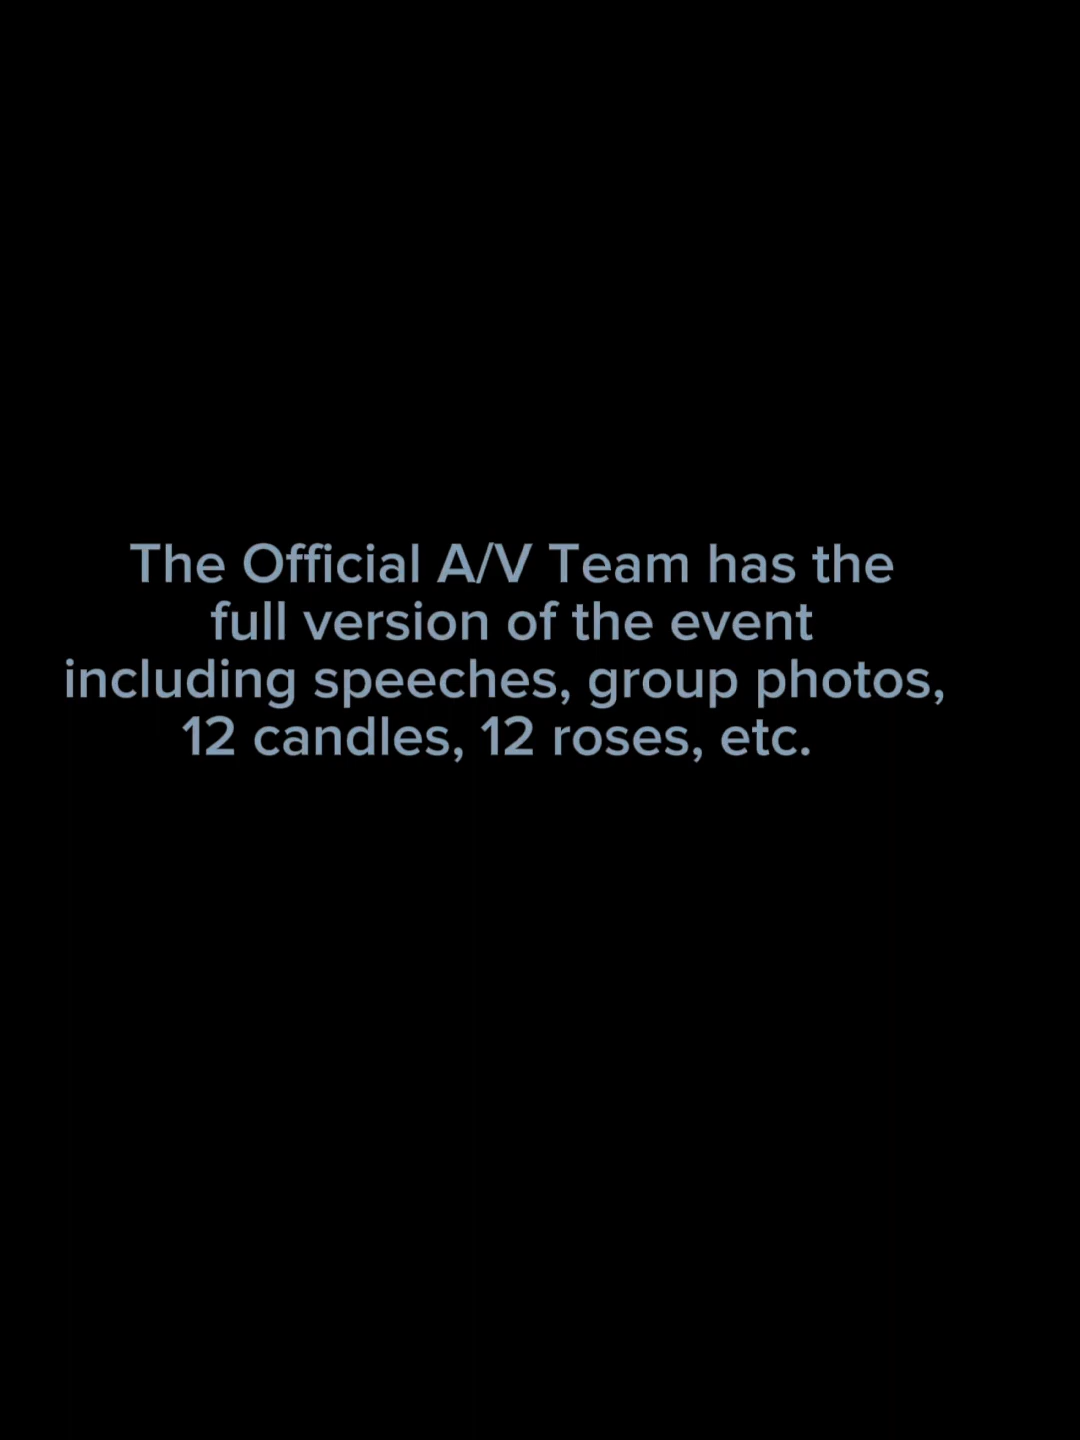 The Official A/V Team has the
full version of the event
including speeches, group photos,
12 candles, 12 roses, etc.